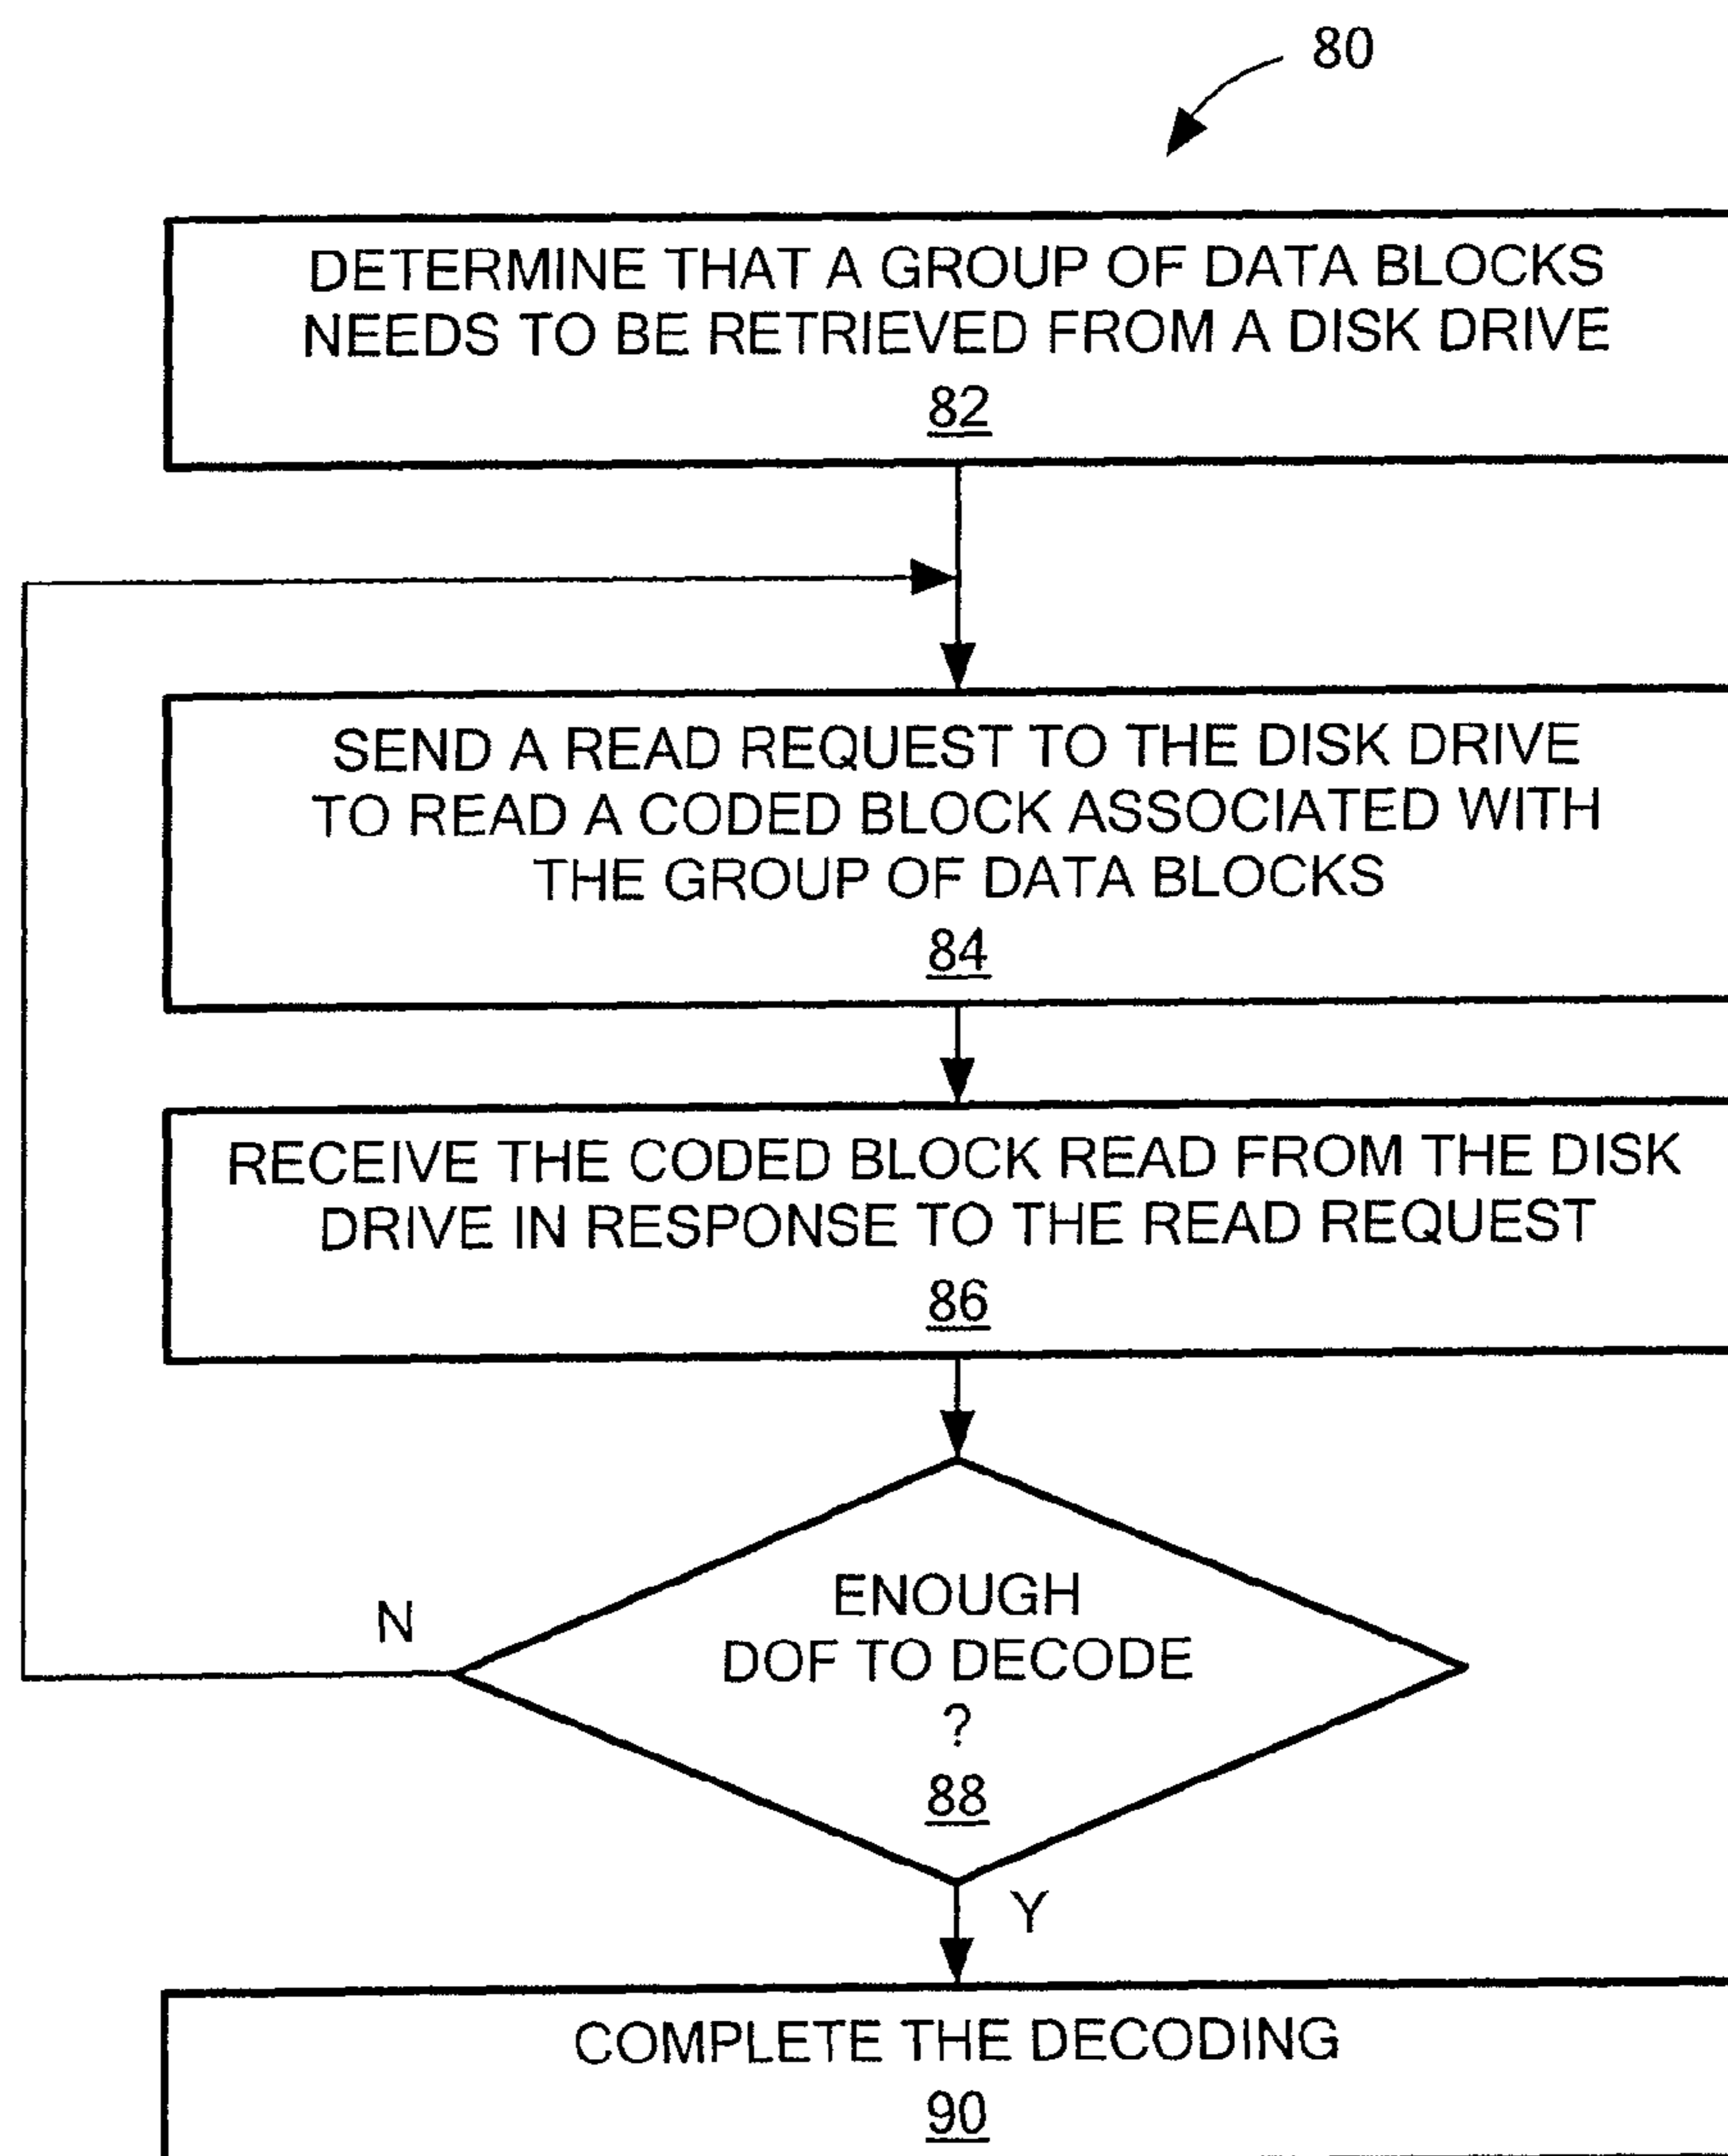 80
DETERMINE THAT A GROUP OF DATA BLOCKS
NEEDS TO BE RETRIEVED FROM A DISK DRIVE
82
SEND A READ REQUEST TO THE DISK DRIVE
TO READ A CODED BLOCK ASSOCIATED WITH
THE GROUP OF DATA BLOCKS
84
RECEIVE THE CODED BLOCK READ FROM THE DISK
DRIVE IN RESPONSE TO THE READ REQUEST
86
N
ENOUGH
DOF TO DECODE
?
88
Y
COMPLETE THE DECODING
90